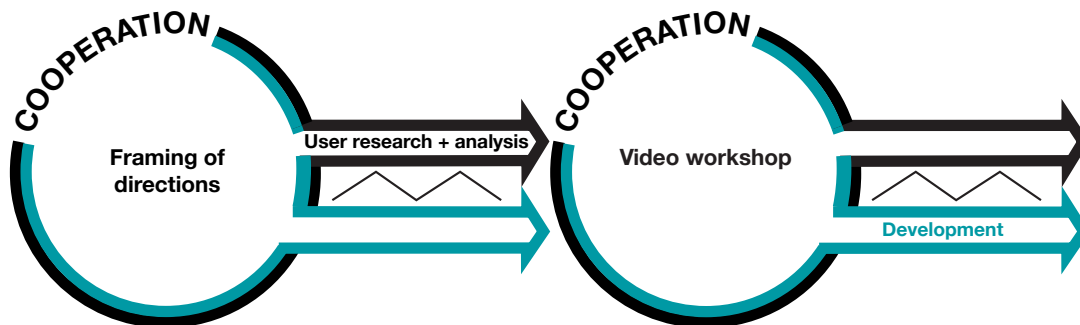 COOPERATION
Framing of
directions
User research + analysis
COOPERATION
Video workshop
Development